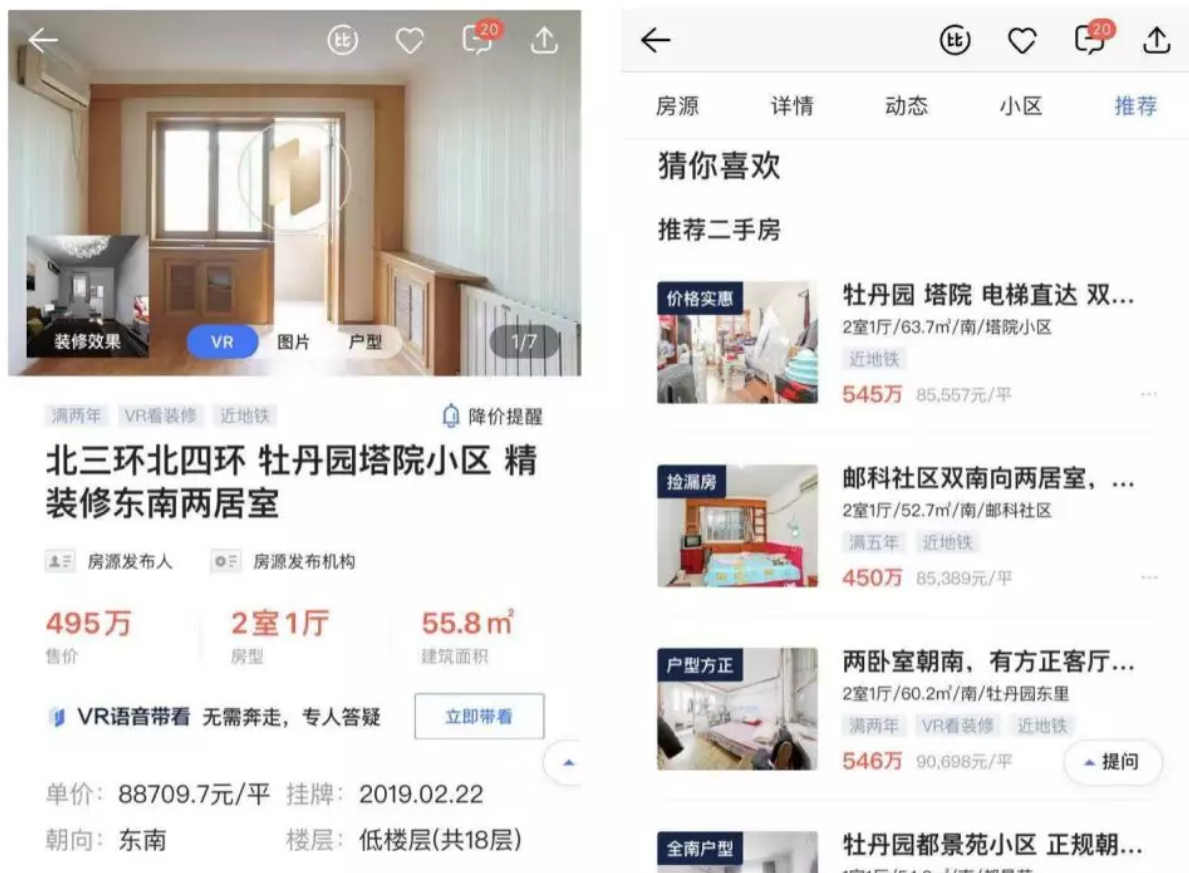 比
20
装修效果
VR
图片
户型
1/7
满两年
VR看装修
近地铁
降价提醒
北三环北四环 牡丹园塔院小区 精
装修东南两居室
房源发布人
房源发布机构
495万
2室1厅
55.8㎡
售价
房型
建筑面积
VR语音带看 无需奔走，专人答疑
立即带看
单价：88709.7元/平 挂牌：2019.02.22
朝向：东南 楼层：低楼层(共18层)
比
20
房源
详情
动态
小区
推荐
猜你喜欢
推荐二手房
价格实惠
牡丹园 塔院 电梯直达 双...
2室1厅/63.7㎡/南/塔院小区
近地铁
545万 85,557元/平
...
捡漏房
邮科社区双南向两居室，...
2室1厅/52.7㎡/南/邮科社区
满五年 近地铁
450万 85,389元/平
...
户型方正
两卧室朝南，有方正客厅...
2室1厅/60.2㎡/南/牡丹园东里
满两年 VR看装修 近地铁
546万 90,698元/平
提问
全南户型
牡丹园都景苑小区 正规朝...